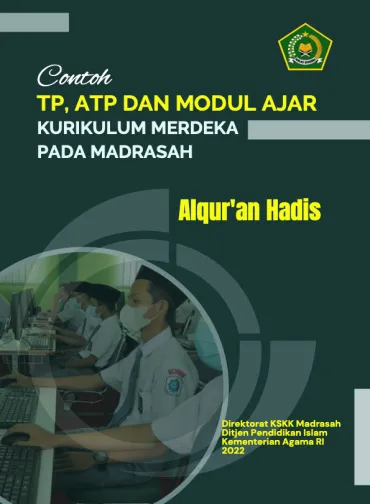 Contoh
TP, ATP DAN MODUL AJAR
KURIKULUM MERDEKA
PADA MADRASAH
Alqur'an Hadis
Direktorat KSKK Madrasah
Ditjen Pendidikan Islam
Kementerian Agama RI
2022